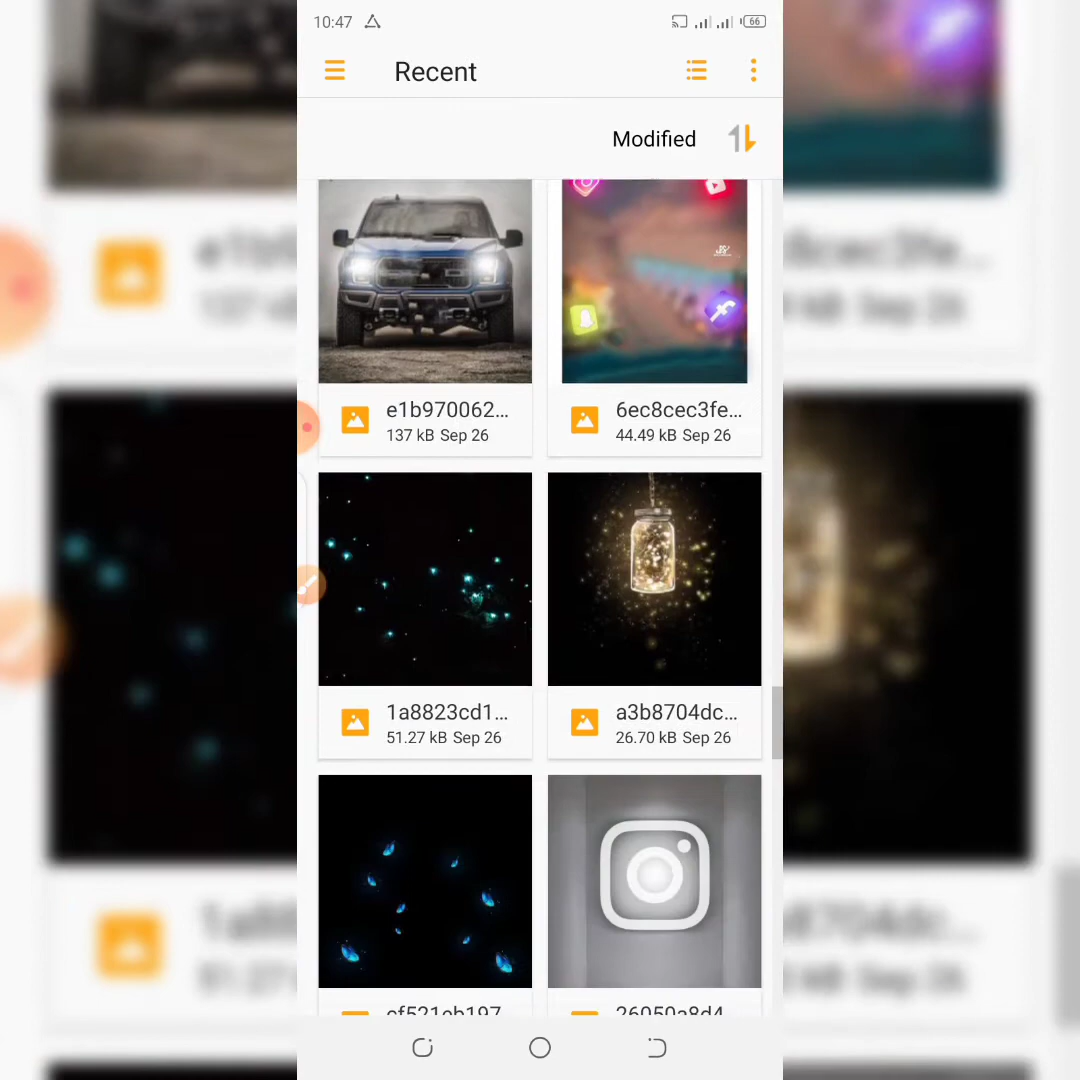 10:47
66
Recent
Modified
e1b970062...
137 kB Sep 26
6ec8cec3fe...
44.49 kB Sep 26
1a8823cd1...
51.27 kB Sep 26
a3b8704dc...
26.70 kB Sep 26
cf521eb197
26050a8d4